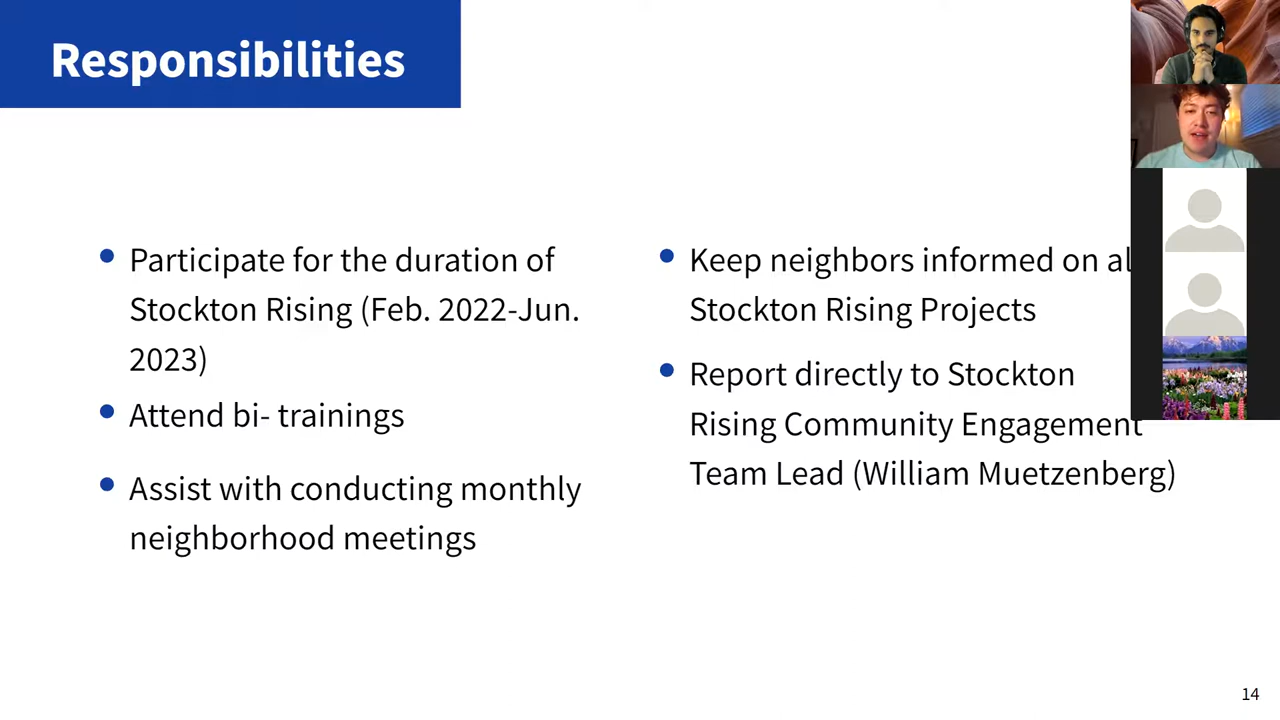 Responsibilities
Participate for the duration of
Stockton Rising (Feb. 2022-Jun.
2023)
Attend bi- trainings
Assist with conducting monthly
neighborhood meetings
Keep neighbors informed on
Stockton Rising Projects
Report directly to Stockton
Rising Community Engagement
Team Lead (William Muetzenberg)
14